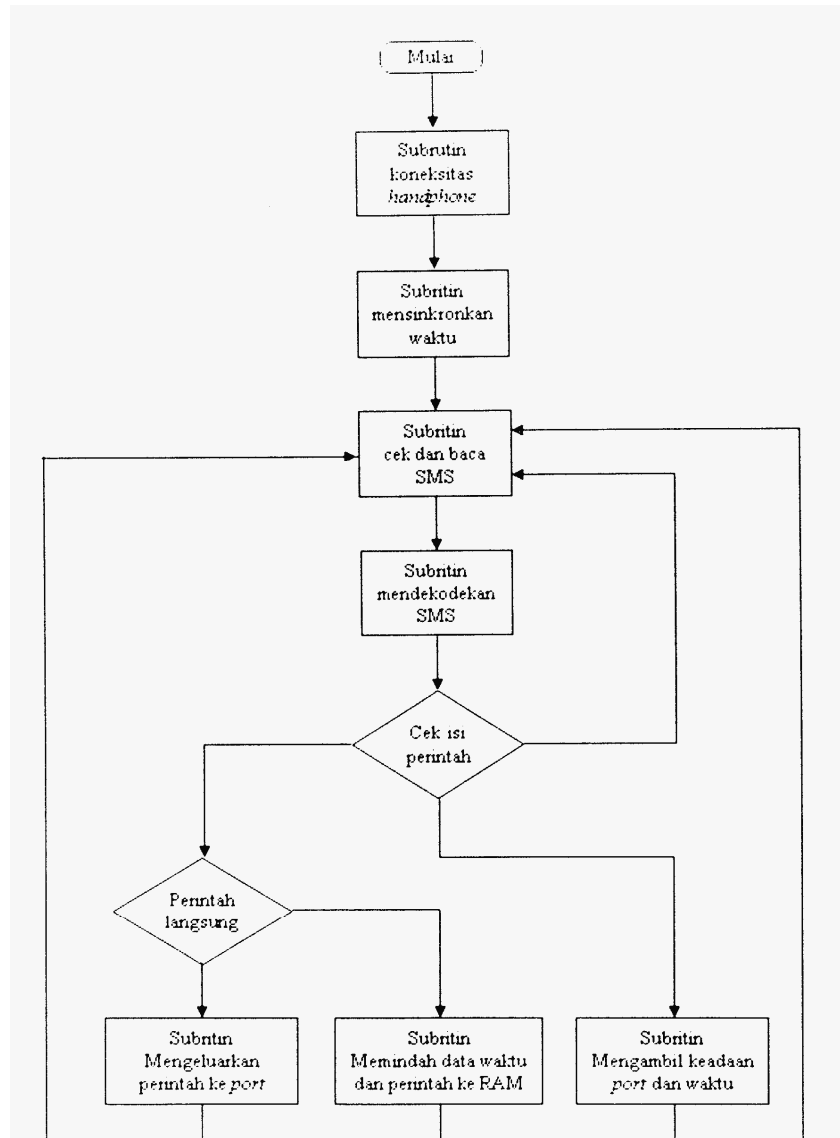 Mulai
Subrutin
koneksitas
handphone
Subritin
mensinkronkan
waktu
Subritin
cek dan baca
SMS
Subritin
mendekodekan
SMS
Cek isi
perintah
Perintah
langsung
Subritin
Mengeluarkan
perintah ke port
Subritin
Memindah data waktu
dan perintah ke RAM
Subritin
Mengambil keadaan
port dan waktu